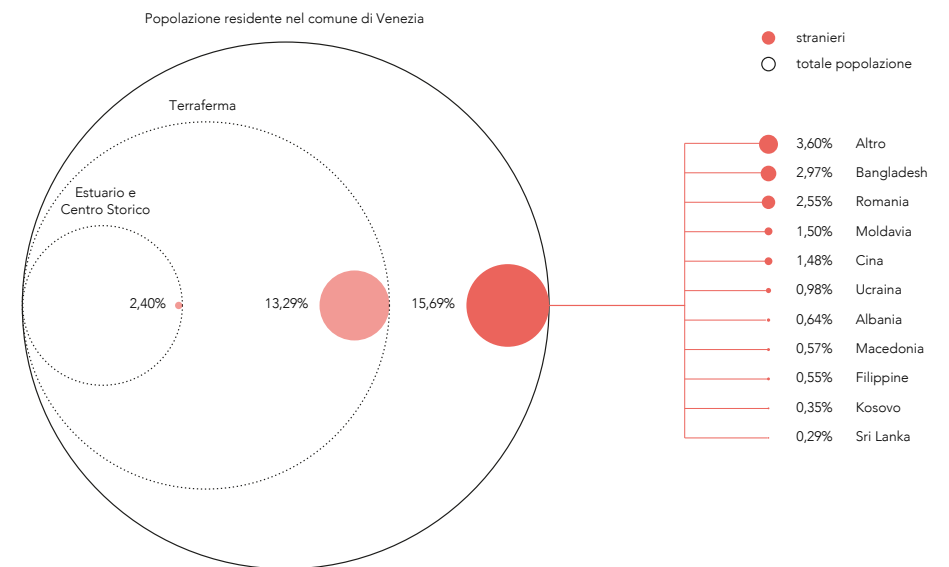 Popolazione residente nel comune di Venezia
stranieri
totale popolazione
Terraferma
Estuario e
Centro Storico
2,40%
13,29%
15,69%
3,60% Altro
2,97% Bangladesh
2,55% Romania
1,50% Moldavia
1,48% Cina
0,98% Ucraina
0,64% Albania
0,57% Macedonia
0,55% Filippine
0,35% Kosovo
0,29% Sri Lanka